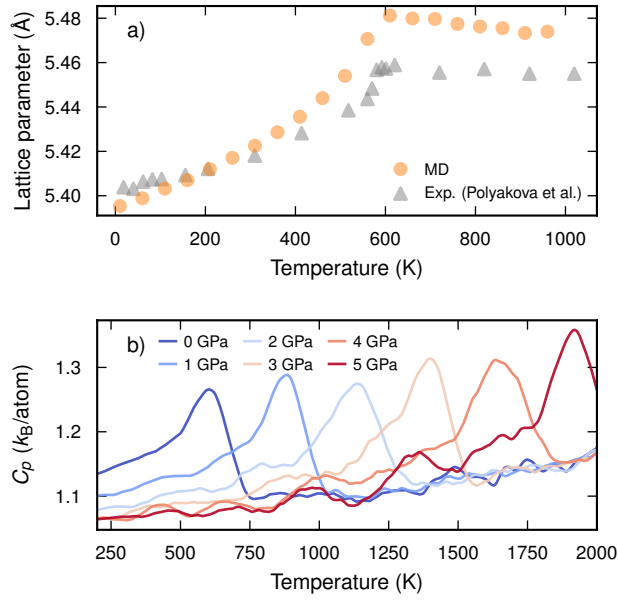 a)
5.48
5.46
5.44
5.42
5.40
Lattice parameter (Å)
MD
Exp. (Polyakova et al.)
0 200 400 600 800 1000
Temperature (K)
b)
0 GPa 2 GPa 4 GPa
1 GPa 3 GPa 5 GPa
1.3
1.2
1.1
C_p (k_B/atom)
250 500 750 1000 1250 1500 1750 2000
Temperature (K)